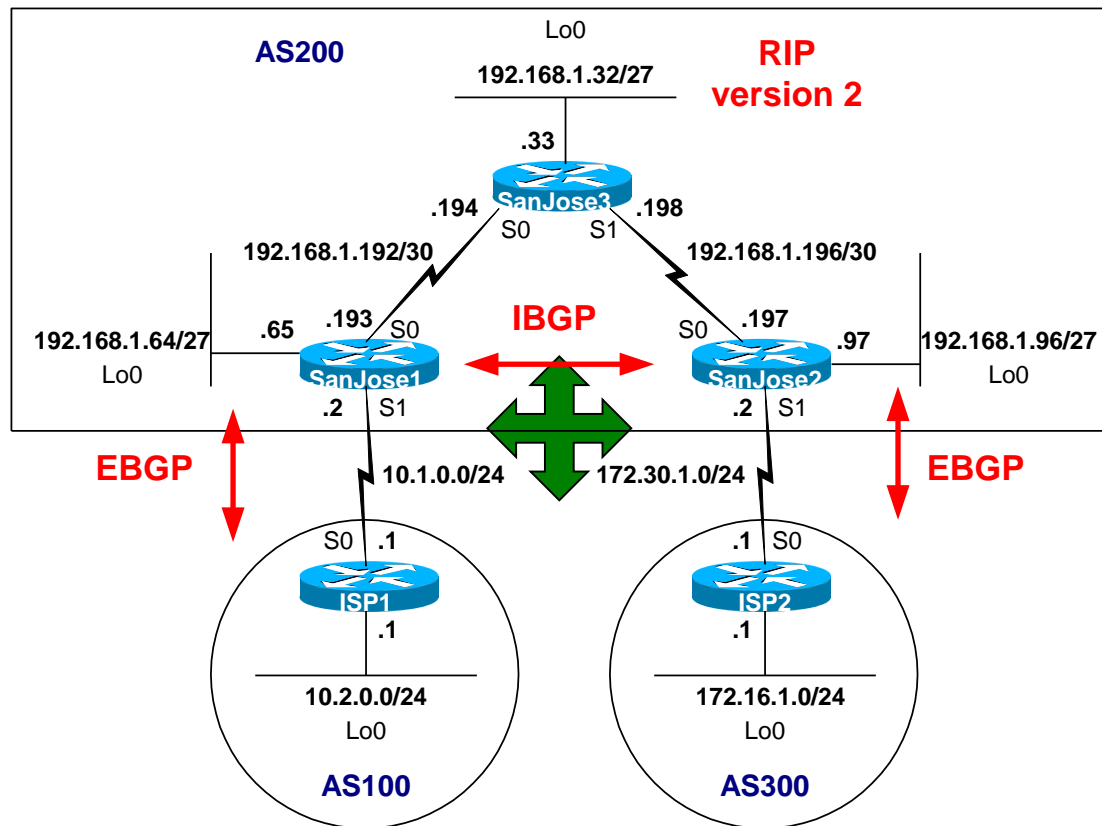 Lo0
AS200
RIP
version 2
192.168.1.32/27
.33
SanJose3
.194
.198
S0
S1
192.168.1.192/30
192.168.1.196/30
.193
S0
IBGP
S0
.197
192.168.1.64/27
.65
.97
192.168.1.96/27
Lo0
SanJose1
SanJose2
Lo0
.2
S1
.2
S1
EBGP
10.1.0.0/24
172.30.1.0/24
EBGP
S0
.1
.1
S0
ISP1
ISP2
.1
.1
10.2.0.0/24
172.16.1.0/24
Lo0
Lo0
AS100
AS300